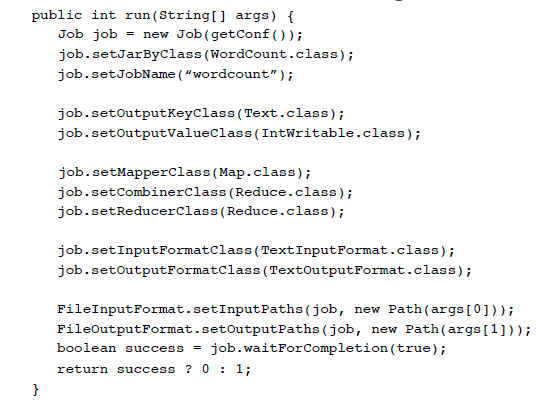 public int run(String[] args) {
Job job = new Job(getConf());
job.setJarByClass(WordCount.class);
job.setJobName(“wordcount”);
job.setOutputKeyClass(Text.class);
job.setOutputValueClass(IntWritable.class);
job.setMapperClass(Map.class);
job.setCombinerClass(Reduce.class);
job.setReducerClass(Reduce.class);
job.setInputFormatClass(TextInputFormat.class);
job.setOutputFormatClass(TextOutputFormat.class);
FileInputFormat.setInputPaths(job, new Path(args[0]));
FileOutputFormat.setOutputPaths(job, new Path(args[1]));
boolean success = job.waitForCompletion(true);
return success ? 0 : 1;
}